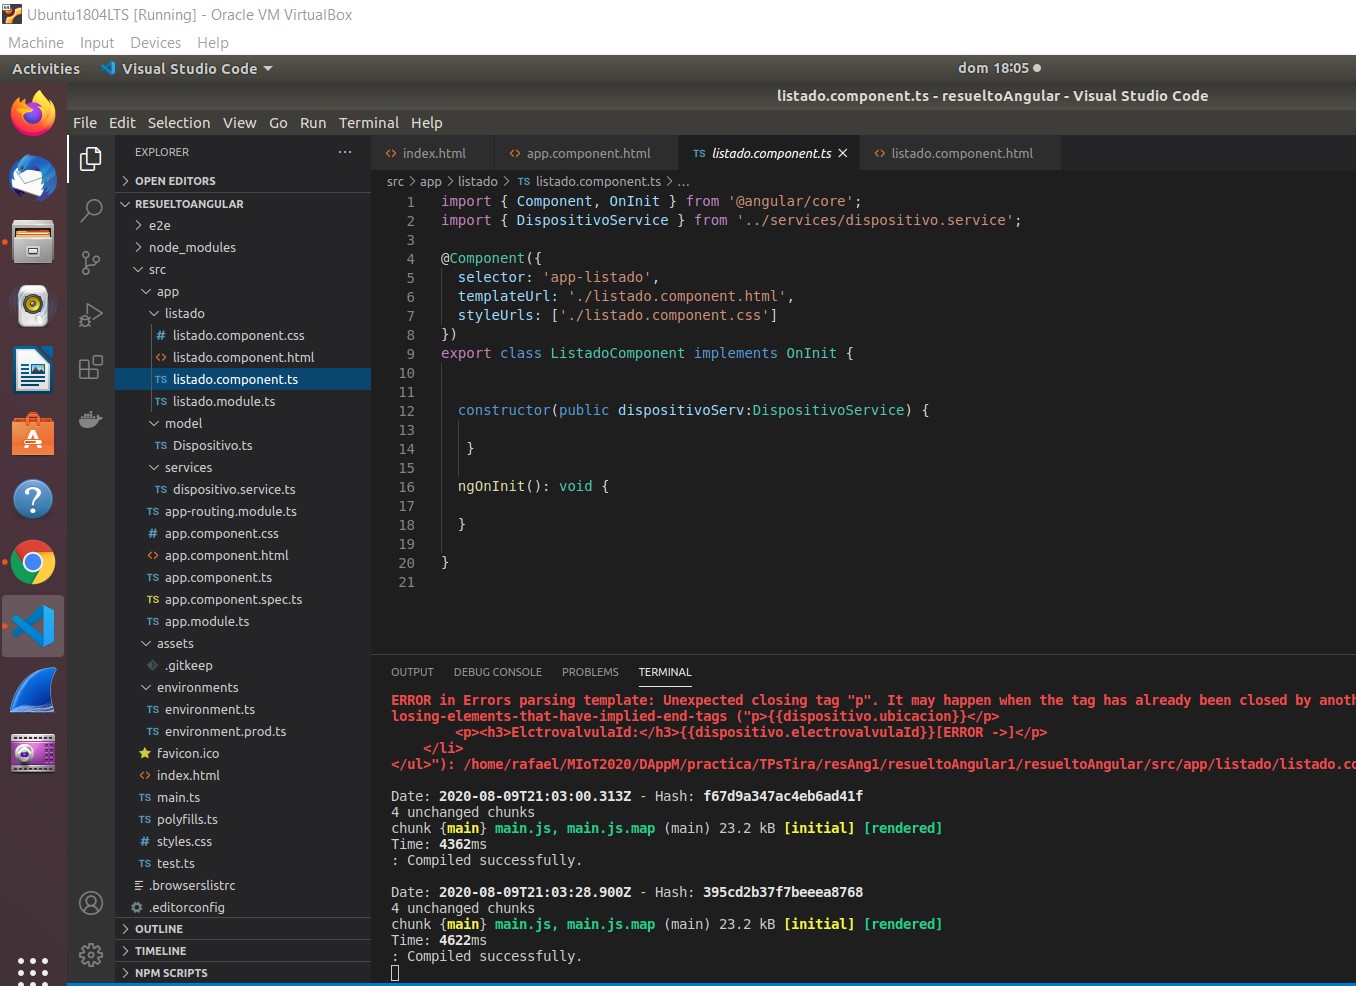 Ubuntu1804LTS [Running] - Oracle VM VirtualBox
Machine Input Devices Help
Activities Visual Studio Code dom 18:05
listado.component.ts - resueltoAngular - Visual Studio Code
File Edit Selection View Go Run Terminal Help
EXPLORER ...
OPEN EDITORS
RESUELTOANGULAR
e2e
node_modules
src
app
listado
# listado.component.css
<> listado.component.html
TS listado.component.ts
TS listado.module.ts
model
TS Dispositivo.ts
services
TS dispositivo.service.ts
TS app-routing.module.ts
# app.component.css
<> app.component.html
TS app.component.ts
TS app.component.spec.ts
TS app.module.ts
assets
.gitkeep
environments
TS environment.ts
TS environment.prod.ts
favicon.ico
<> index.html
TS main.ts
TS polyfills.ts
# styles.css
TS test.ts
.browserslistrc
.editorconfig
OUTLINE
TIMELINE
NPM SCRIPTS
<> index.html <> app.component.html TS listado.component.ts <> listado.component.html
src > app > listado > TS listado.component.ts > ...
1 import { Component, OnInit } from '@angular/core';
2 import { DispositivoService } from '../services/dispositivo.service';
3
4 @Component({
5 selector: 'app-listado',
6 templateUrl: './listado.component.html',
7 styleUrls: ['./listado.component.css']
8 })
9 export class ListadoComponent implements OnInit {
10
11
12 constructor(public dispositivoServ:DispositivoService) {
13
14 }
15
16 ngOnInit(): void {
17
18 }
19
20 }
21
OUTPUT DEBUG CONSOLE PROBLEMS TERMINAL
ERROR in Errors parsing template: Unexpected closing tag "p". It may happen when the tag has already been closed by anoth
losing-elements-that-have-implied-end-tags ("p>{{dispositivo.ubicacion}}</p>
<p><h3>ElctrovalvulaId:</h3>{{dispositivo.electrovalvulaId}}[ERROR ->]</p>
</li>
</ul>"): /home/rafael/MIoT2020/DAppM/practica/TPsTira/resAng1/resueltoAngular1/resueltoAngular/src/app/listado/listado.co
Date: 2020-08-09T21:03:00.313Z - Hash: f67d9a347ac4eb6ad41f
4 unchanged chunks
chunk {main} main.js, main.js.map (main) 23.2 kB [initial] [rendered]
Time: 4362ms
: Compiled successfully.
Date: 2020-08-09T21:03:28.900Z - Hash: 395cd2b37f7beeea8768
4 unchanged chunks
chunk {main} main.js, main.js.map (main) 23.2 kB [initial] [rendered]
Time: 4622ms
: Compiled successfully.